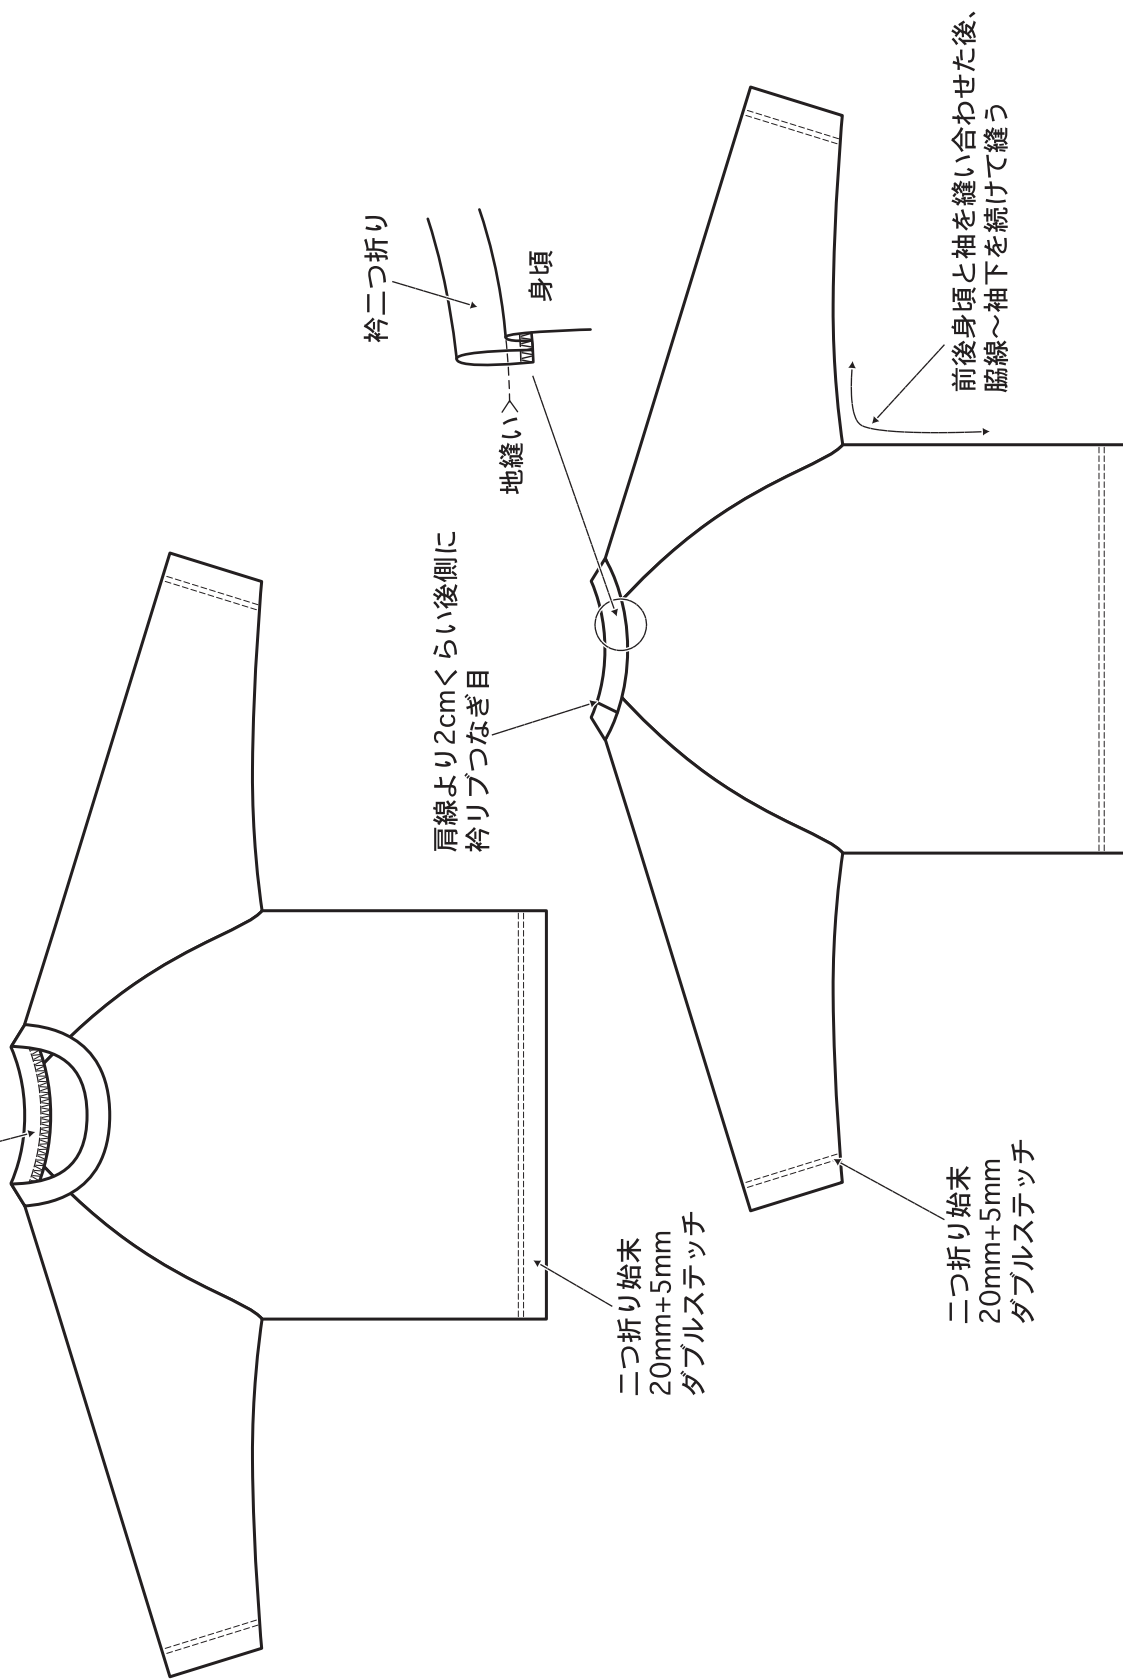 二つ折り始末
20mm+5mm
ダブルステッチ
肩線より2cmくらい後側に
衿リブつなぎ目
衿二つ折り
地縫い
身頃
二つ折り始末
20mm+5mm
ダブルステッチ
前後身頃と袖を縫い合わせた後、
脇線〜袖下を続けて縫う